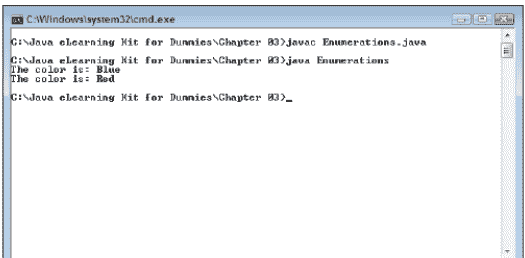 C:\Windows\system32\cmd.exe
C:\Java eLearning Kit for Dummies\Chapter 03>javac Enumerations.java
C:\Java eLearning Kit for Dummies\Chapter 03>java Enumerations
The color is: Blue
The color is: Red
C:\Java eLearning Kit for Dummies\Chapter 03>_